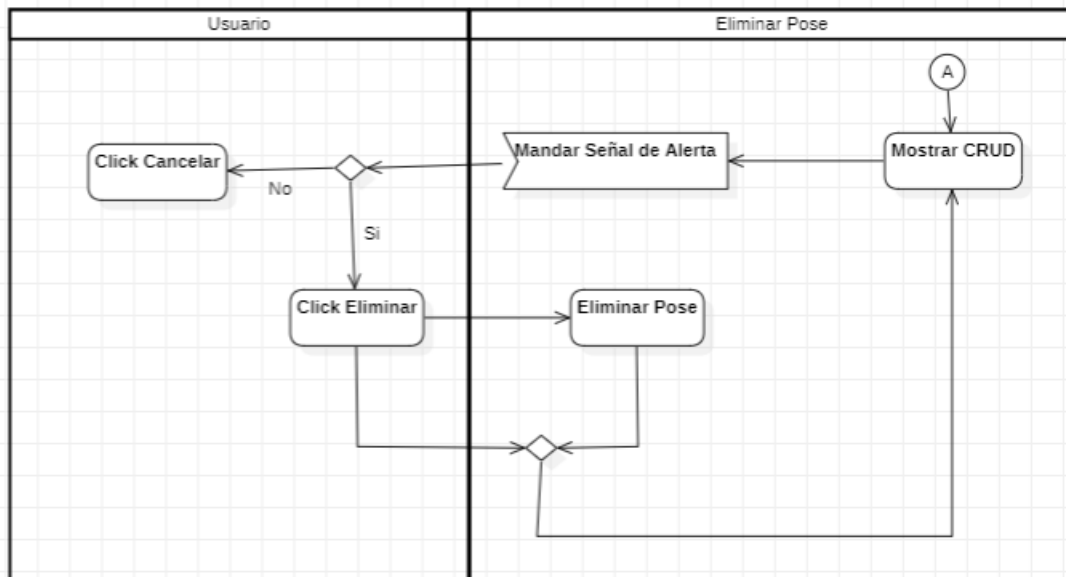 Usuario
Eliminar Pose
A
Click Cancelar
Mandar Señal de Alerta
Mostrar CRUD
No
Si
Click Eliminar
Eliminar Pose